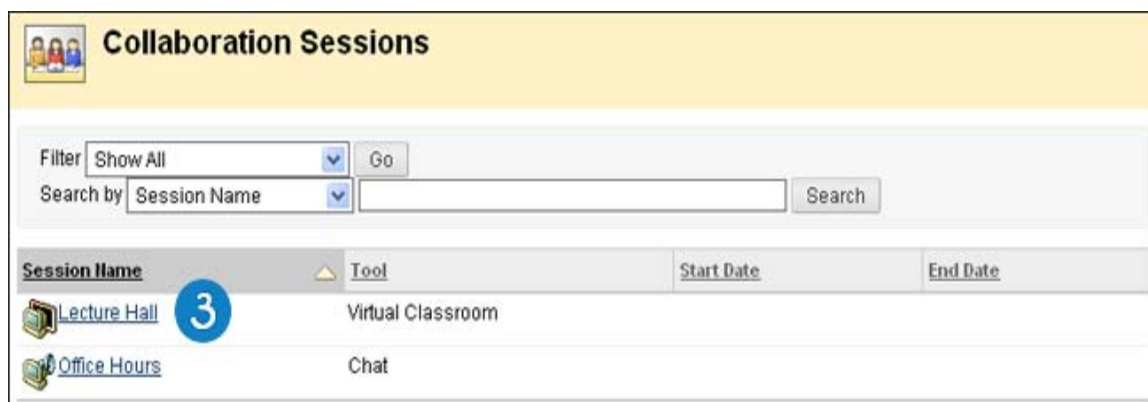 Collaboration Sessions
Filter Show All Go
Search by Session Name Search
Session Name Tool Start Date End Date
Lecture Hall 3 Virtual Classroom
Office Hours Chat